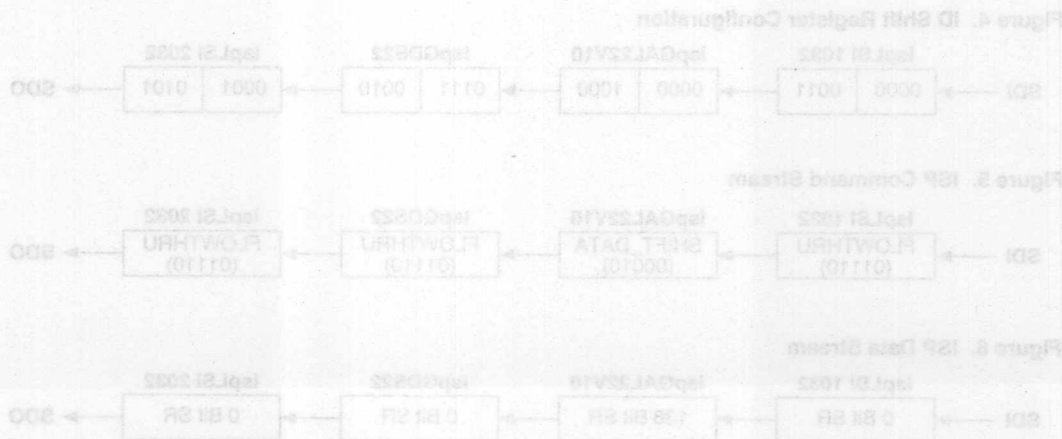 Figure 4. ID Shift Register Configuration
ispLSI 1032 ispGAL22V10 ispGDS22 ispLSI 2032
SDI 0000 0011 0000 1000 0111 0010 0001 0101 SDO
Figure 5. ISP Command Stream
ispLSI 1032 ispGAL22V10 ispGDS22 ispLSI 2032
SDI FLOWTHRU SHIFT_DATA FLOWTHRU FLOWTHRU SDO
(01110) (00010) (01110) (01110)
Figure 6. ISP Data Stream
ispLSI 1032 ispGAL22V10 ispGDS22 ispLSI 2032
SDI 0 Bit SR 138 Bit SR 0 Bit SR 0 Bit SR SDO